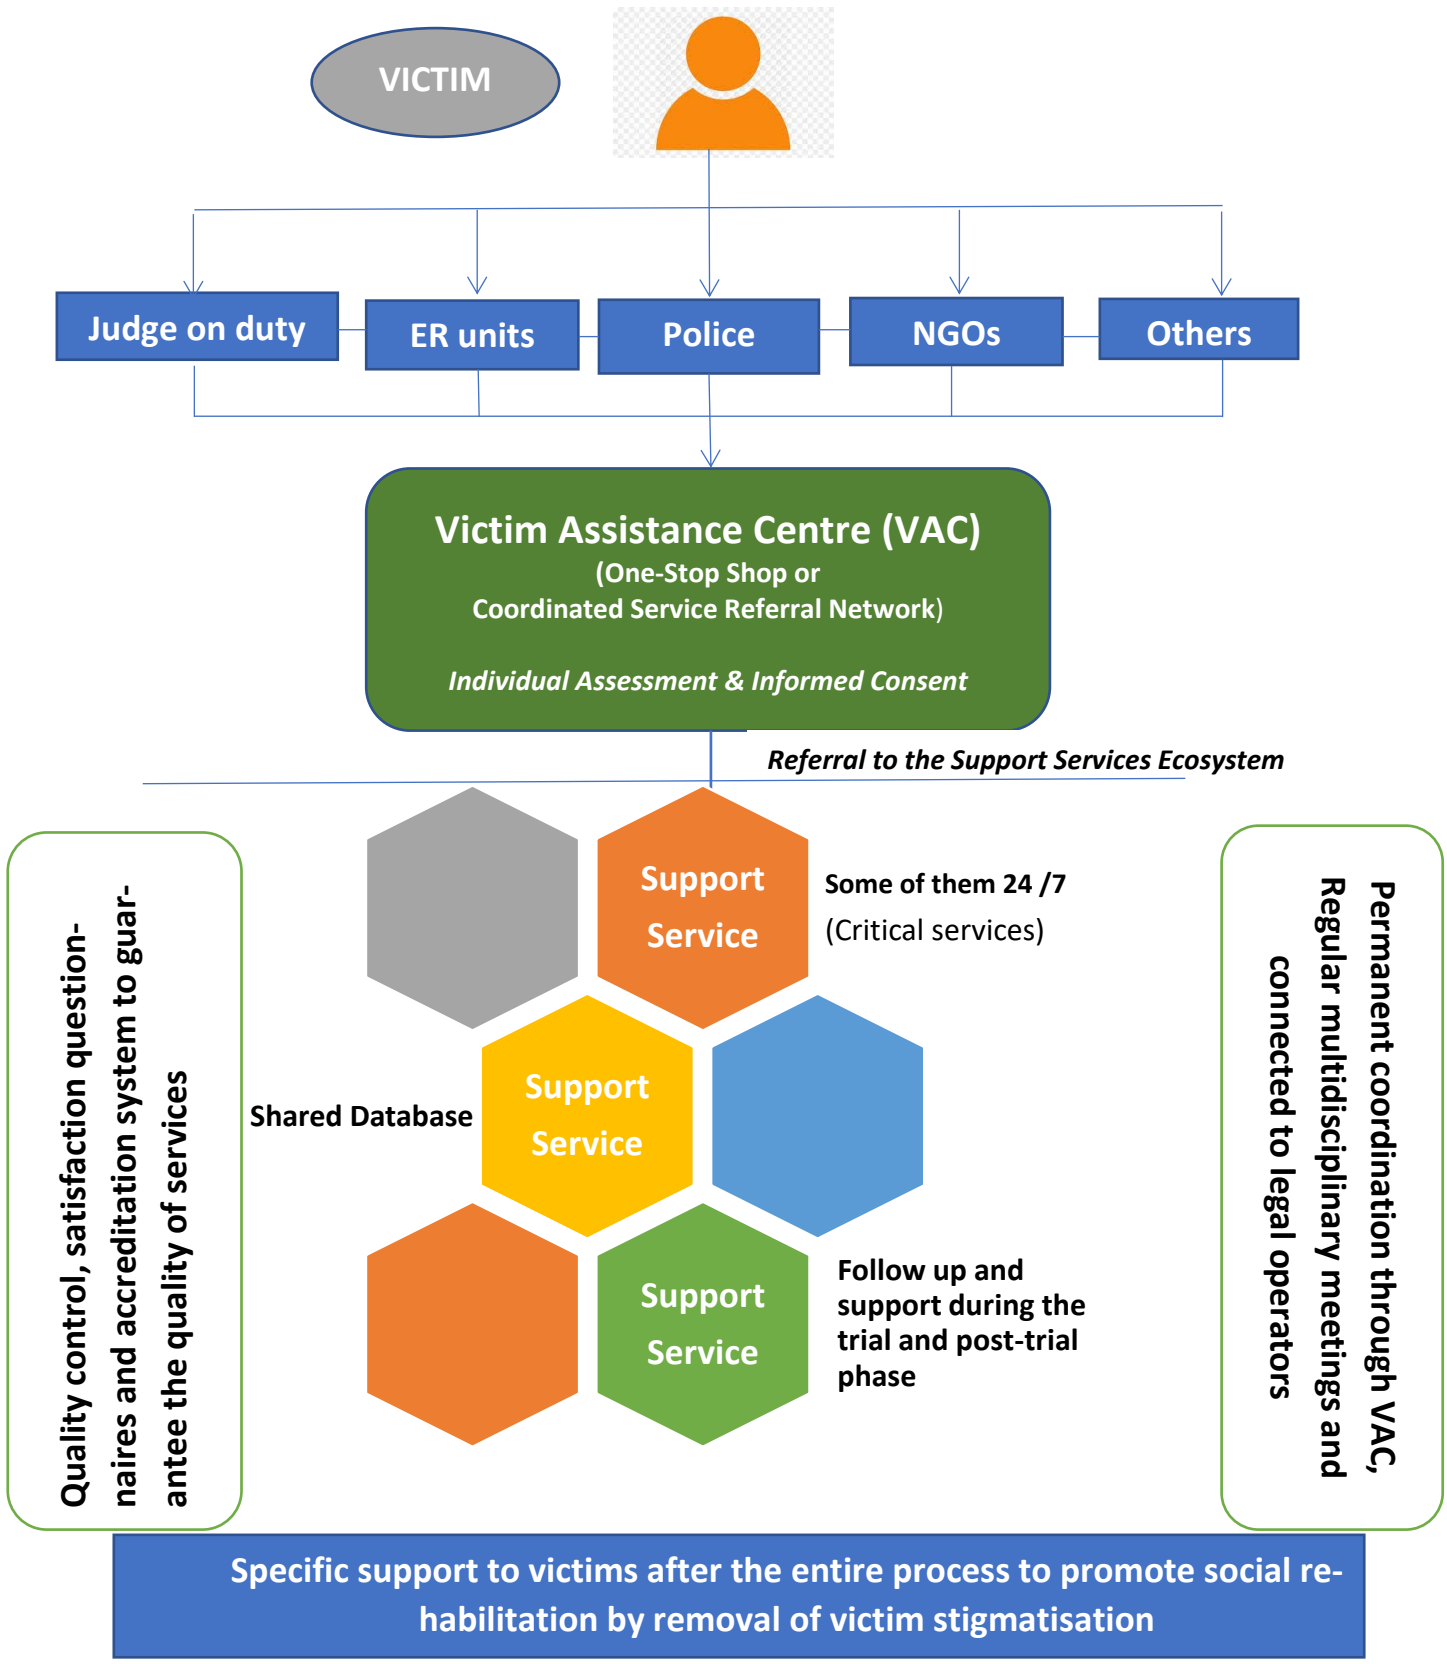 VICTIM
Judge on duty
ER units
Police
NGOs
Others
Victim Assistance Centre (VAC)
(One-Stop Shop or
Coordinated Service Referral Network)
Individual Assessment & Informed Consent
Referral to the Support Services Ecosystem
Quality control, satisfaction question-
naires and accreditation system to guar-
antee the quality of services
Support
Service
Some of them 24 /7
(Critical services)
Shared Database
Support
Service
Support
Service
Follow up and
support during the
trial and post-trial
phase
Permanent coordination through VAC,
Regular multidisciplinary meetings and
connected to legal operators
Specific support to victims after the entire process to promote social re-
habilitation by removal of victim stigmatisation